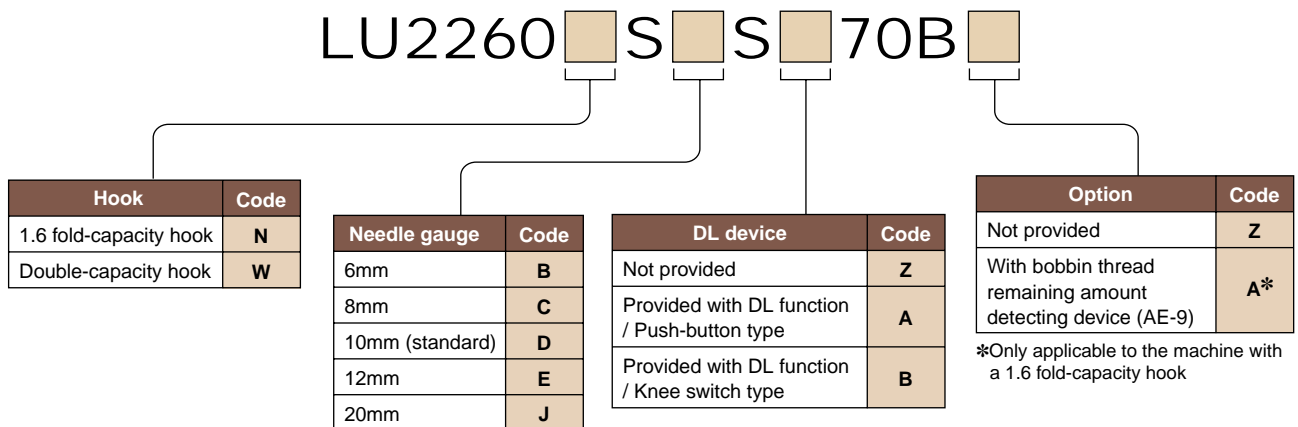 LU2260 S S 70B
Hook Code
1.6 fold-capacity hook N
Double-capacity hook W
Needle gauge Code
6mm B
8mm C
10mm (standard) D
12mm E
20mm J
DL device Code
Not provided Z
Provided with DL function
/ Push-button type A
Provided with DL function
/ Knee switch type B
Option Code
Not provided Z
With bobbin thread
remaining amount A✽
detecting device (AE-9)
✽Only applicable to the machine with
a 1.6 fold-capacity hook